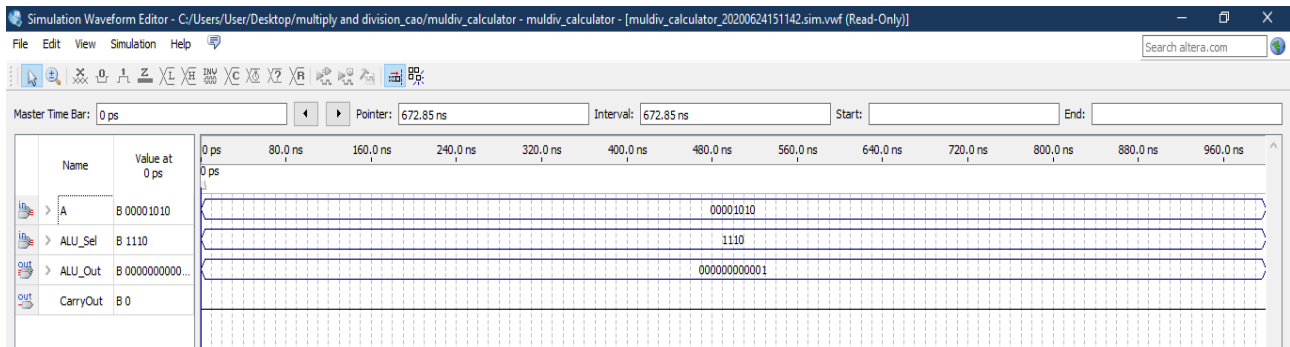 Simulation Waveform Editor - C:/Users/User/Desktop/multiply and division_cao/muldiv_calculator - muldiv_calculator - [muldiv_calculator_20200624151142.sim.vwf (Read-Only)]
File Edit View Simulation Help
Search altera.com
Master Time Bar: 0 ps Pointer: 672.85 ns Interval: 672.85 ns Start: End:
Name Value at 0 ps 0 ps 80.0 ns 160.0 ns 240.0 ns 320.0 ns 400.0 ns 480.0 ns 560.0 ns 640.0 ns 720.0 ns 800.0 ns 880.0 ns 960.0 ns
0 ps
in A B 00001010 00001010
in ALU_Sel B 1110 1110
out ALU_Out B 0000000000... 000000000001
out CarryOut B 0